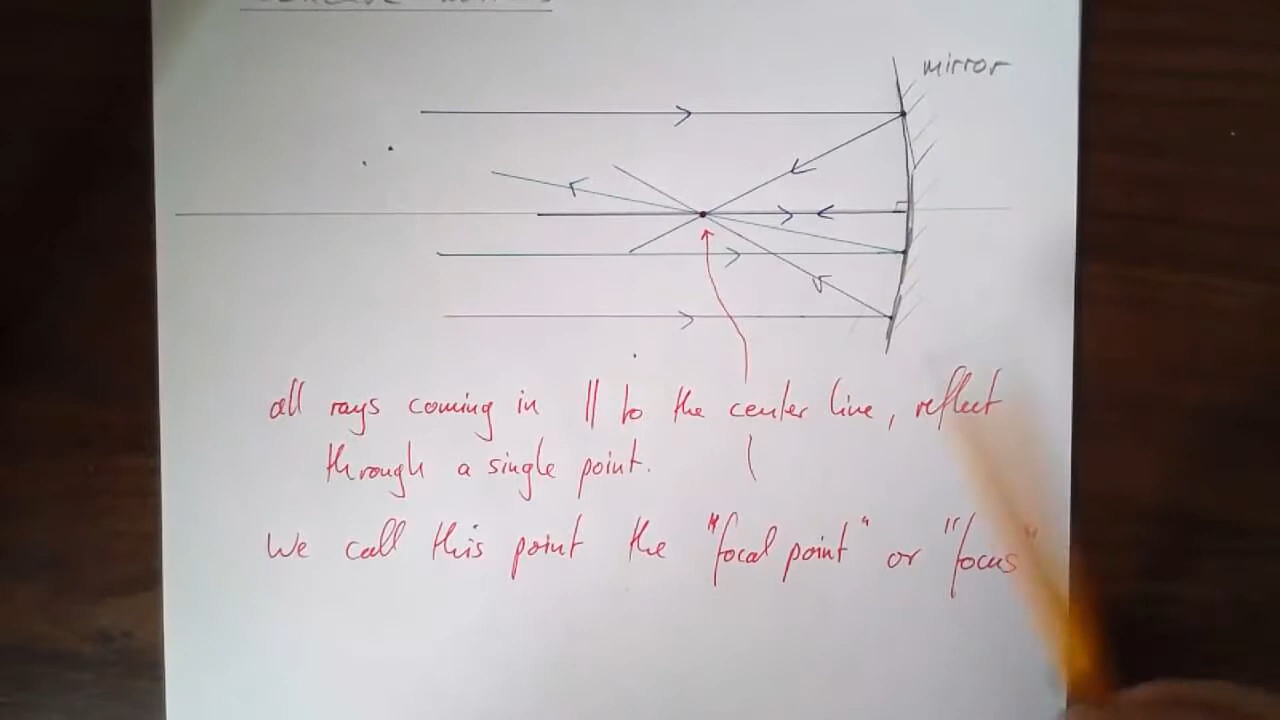 mirror
all rays coming in || to the center line, reflect
through a single point.
We call this point the "focal point" or "focus"